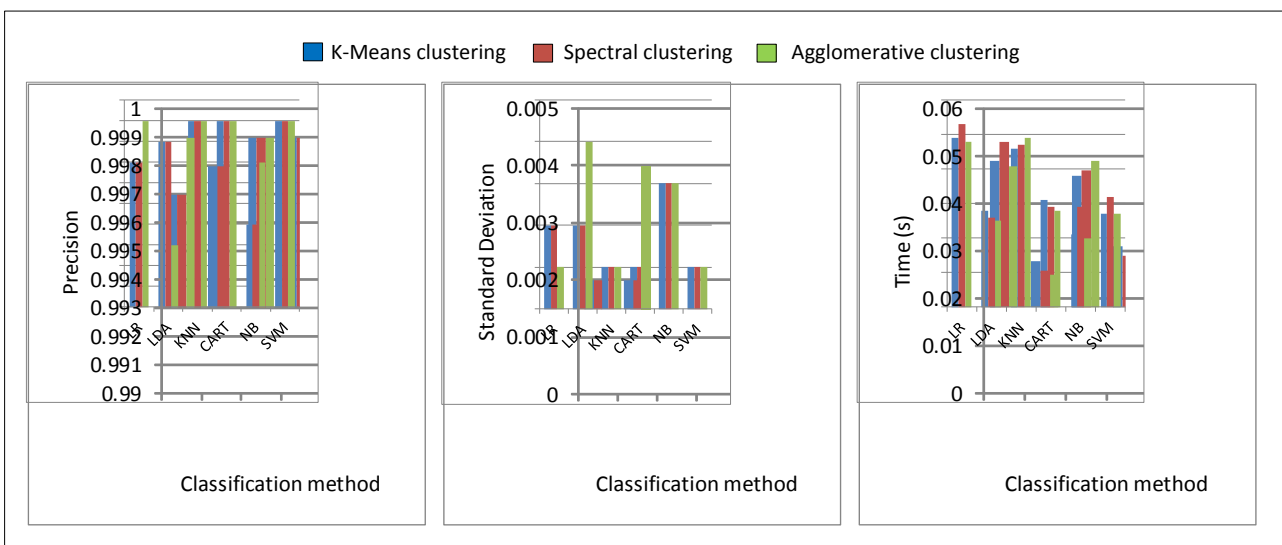 K-Means clustering Spectral clustering Agglomerative clustering
Precision
1
0.999
0.998
0.997
0.996
0.995
0.994
0.993
0.992
0.991
0.99
LR LDA KNN CART NB SVM
Classification method
Standard Deviation
0.005
0.004
0.003
0.002
0.001
0
LR LDA KNN CART NB SVM
Classification method
Time (s)
0.06
0.05
0.04
0.03
0.02
0.01
0
LR LDA KNN CART NB SVM
Classification method